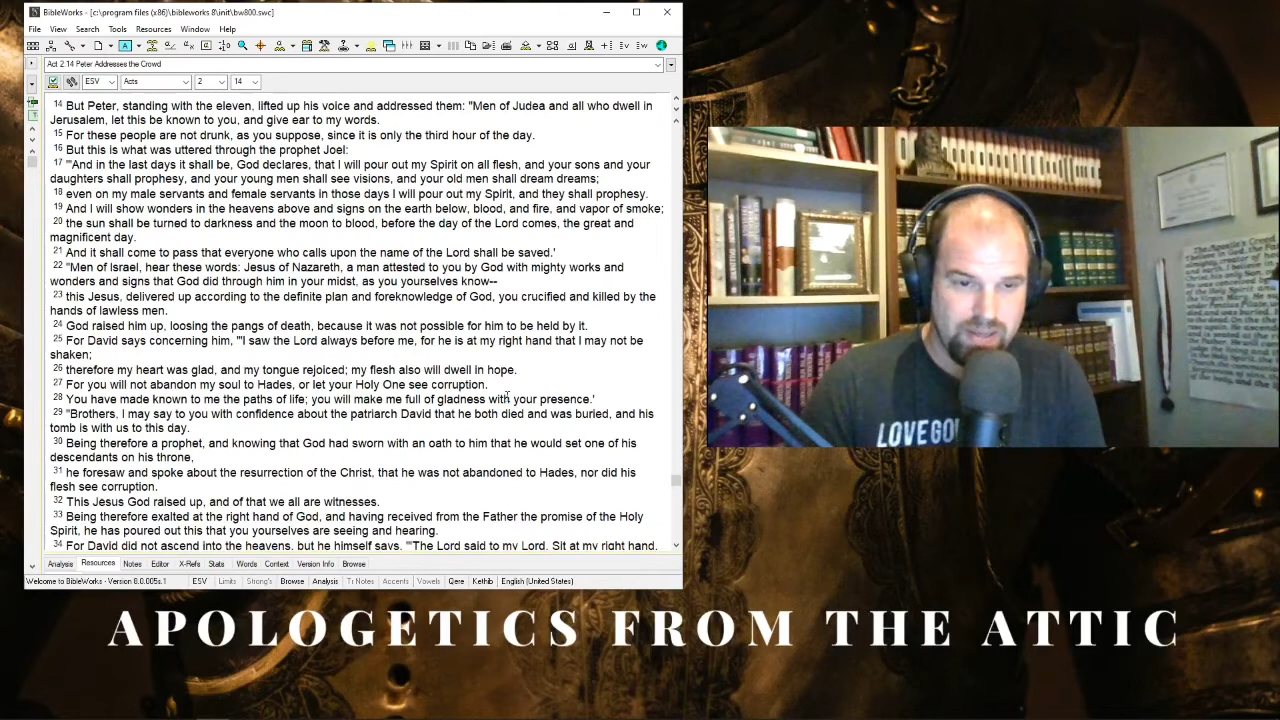 BibleWorks - [c:\program files (x86)\bibleworks 8\init\bw800.swc]
File View Search Tools Resources Window Help
Act 2.14 Peter Addresses the Crowd
ESV Acts 2 14
14 But Peter, standing with the eleven, lifted up his voice and addressed them: "Men of Judea and all who dwell in
Jerusalem, let this be known to you, and give ear to my words.
15 For these people are not drunk, as you suppose, since it is only the third hour of the day.
16 But this is what was uttered through the prophet Joel:
17 "'And in the last days it shall be, God declares, that I will pour out my Spirit on all flesh, and your sons and your
daughters shall prophesy, and your young men shall see visions, and your old men shall dream dreams;
18 even on my male servants and female servants in those days I will pour out my Spirit, and they shall prophesy.
19 And I will show wonders in the heavens above and signs on the earth below, blood, and fire, and vapor of smoke;
20 the sun shall be turned to darkness and the moon to blood, before the day of the Lord comes, the great and
magnificent day.
21 And it shall come to pass that everyone who calls upon the name of the Lord shall be saved.'
22 "Men of Israel, hear these words: Jesus of Nazareth, a man attested to you by God with mighty works and
wonders and signs that God did through him in your midst, as you yourselves know--
23 this Jesus, delivered up according to the definite plan and foreknowledge of God, you crucified and killed by the
hands of lawless men.
24 God raised him up, loosing the pangs of death, because it was not possible for him to be held by it.
25 For David says concerning him, "'I saw the Lord always before me, for he is at my right hand that I may not be
shaken;
26 therefore my heart was glad, and my tongue rejoiced; my flesh also will dwell in hope.
27 For you will not abandon my soul to Hades, or let your Holy One see corruption.
28 You have made known to me the paths of life; you will make me full of gladness with your presence.'
29 "Brothers, I may say to you with confidence about the patriarch David that he both died and was buried, and his
tomb is with us to this day.
30 Being therefore a prophet, and knowing that God had sworn with an oath to him that he would set one of his
descendants on his throne,
31 he foresaw and spoke about the resurrection of the Christ, that he was not abandoned to Hades, nor did his
flesh see corruption.
32 This Jesus God raised up, and of that we all are witnesses.
33 Being therefore exalted at the right hand of God, and having received from the Father the promise of the Holy
Spirit, he has poured out this that you yourselves are seeing and hearing.
34 For David did not ascend into the heavens, but he himself says, "'The Lord said to my Lord, Sit at my right hand,
Analysis Resources Notes Editor X-Refs Stats Words Context Version Info Browse
Welcome to BibleWorks - Version 8.0.005s.1 ESV Limits Strong's Browse Analysis Tr Notes Accents Vowels Qere Kethib English (United States)
LOVE GO
The Apostle's Creed
APOLOGETICS FROM THE ATTIC